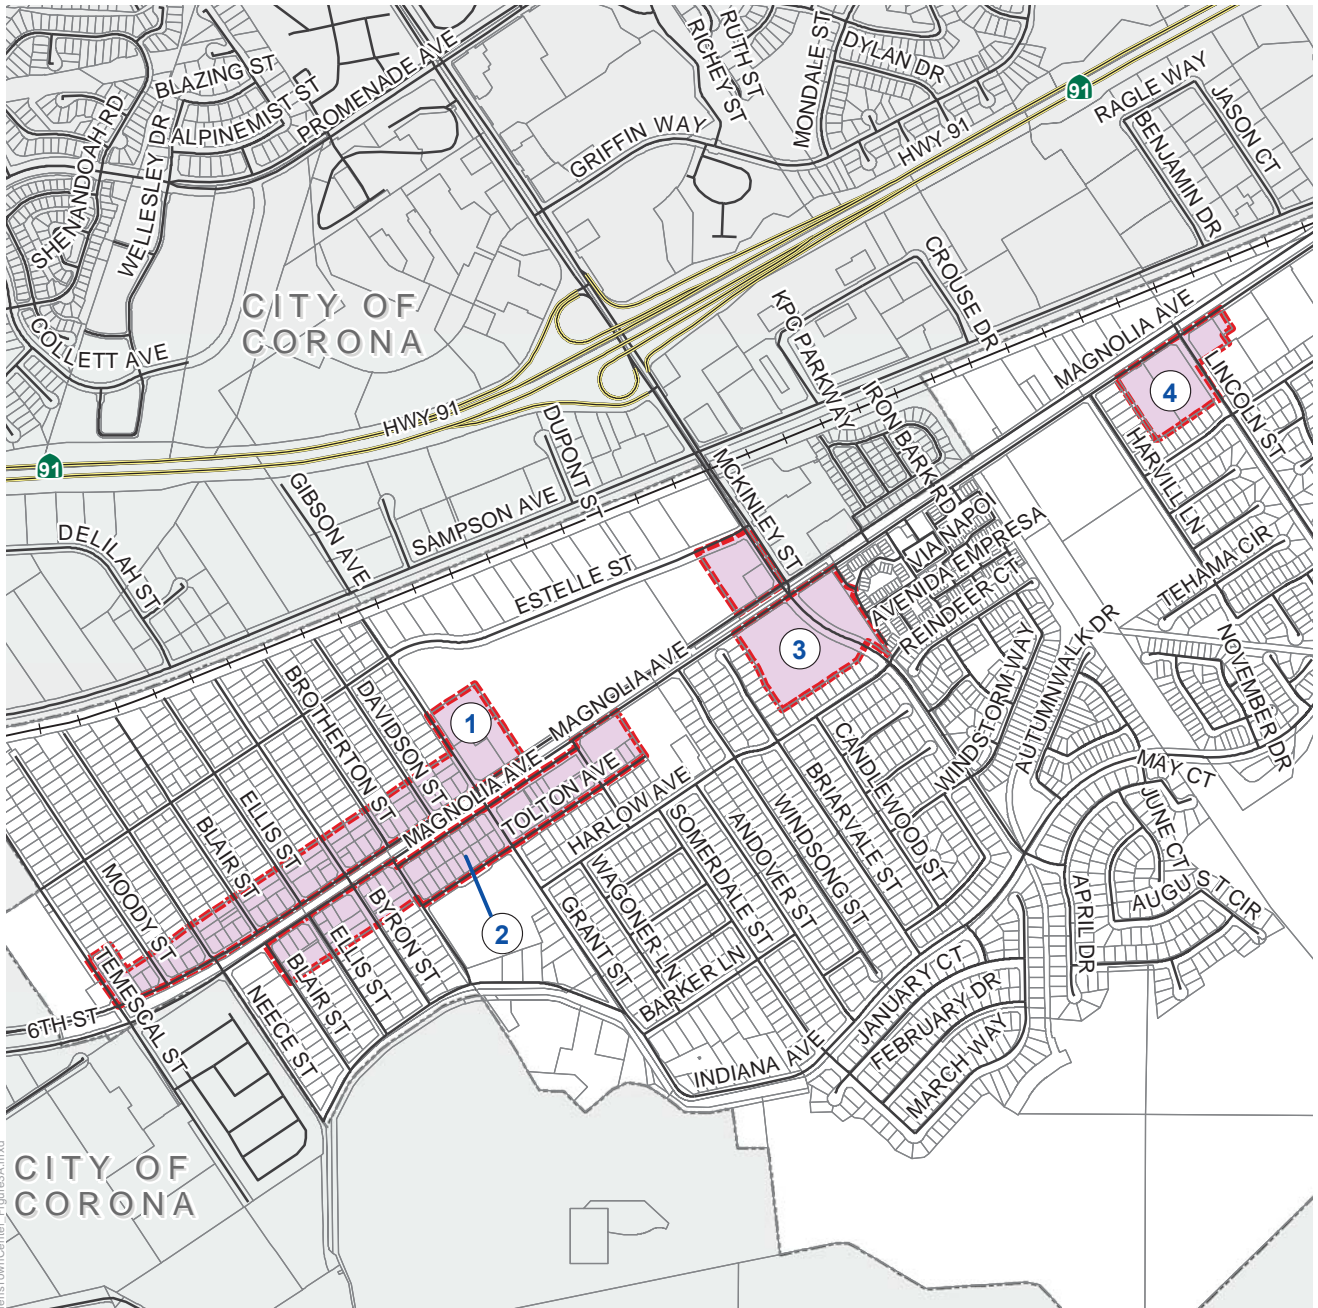 BLAZING ST
ALPINEMIST ST
PROMENADE AVE
SHENANDOAH RD
WELLESLEY DR
COLLETT AVE
CITY OF
CORONA
RUTH ST
RICHEY ST
MONDALE ST
DYLAN DR
GRIFFIN WAY
HWY 91
91
RAGLE WAY
JASON CT
BENJAMIN DR
CROUSE DR
KPC PARKWAY
IRON BARK RD
MAGNOLIA AVE
4
LINCOLN ST
HARVILL LN
TEHAMA CIR
NOVEMBER DR
HWY 91
91
DUPONT S
GIBSON AVE
SAMPSON AVE
DELILAH ST
MCKINLEY ST
ESTELLE ST
VIA NAPOI
AVENIDA EMPRESA
REINDEER CT
3
WINDSTORM WAY
AUTUMNWALK DR
MAGNOLIA AVE
1
BROTHERTON ST
DAVIDSON ST
MAGNOLIA AVE
MAGNOLIA AVE
TOLTON AVE
HARLOW AVE
ELLIS ST
BLAIR ST
MOODY ST
CANDLEWOOD ST
BRIARVALE ST
WINDSONG ST
ANDOVER ST
SOMERDALE ST
WAGONER LN
GRANT ST
BARKER LN
MAY CT
JUNE CT
AUGUST CIR
APRIL DR
2
BYRON ST
ELLIS ST
BLAIR ST
NEECE ST
TEMESCAL ST
6TH ST
INDIANA AVE
JANUARY CT
FEBRUARY DR
MARCH WAY
CITY OF
CORONA